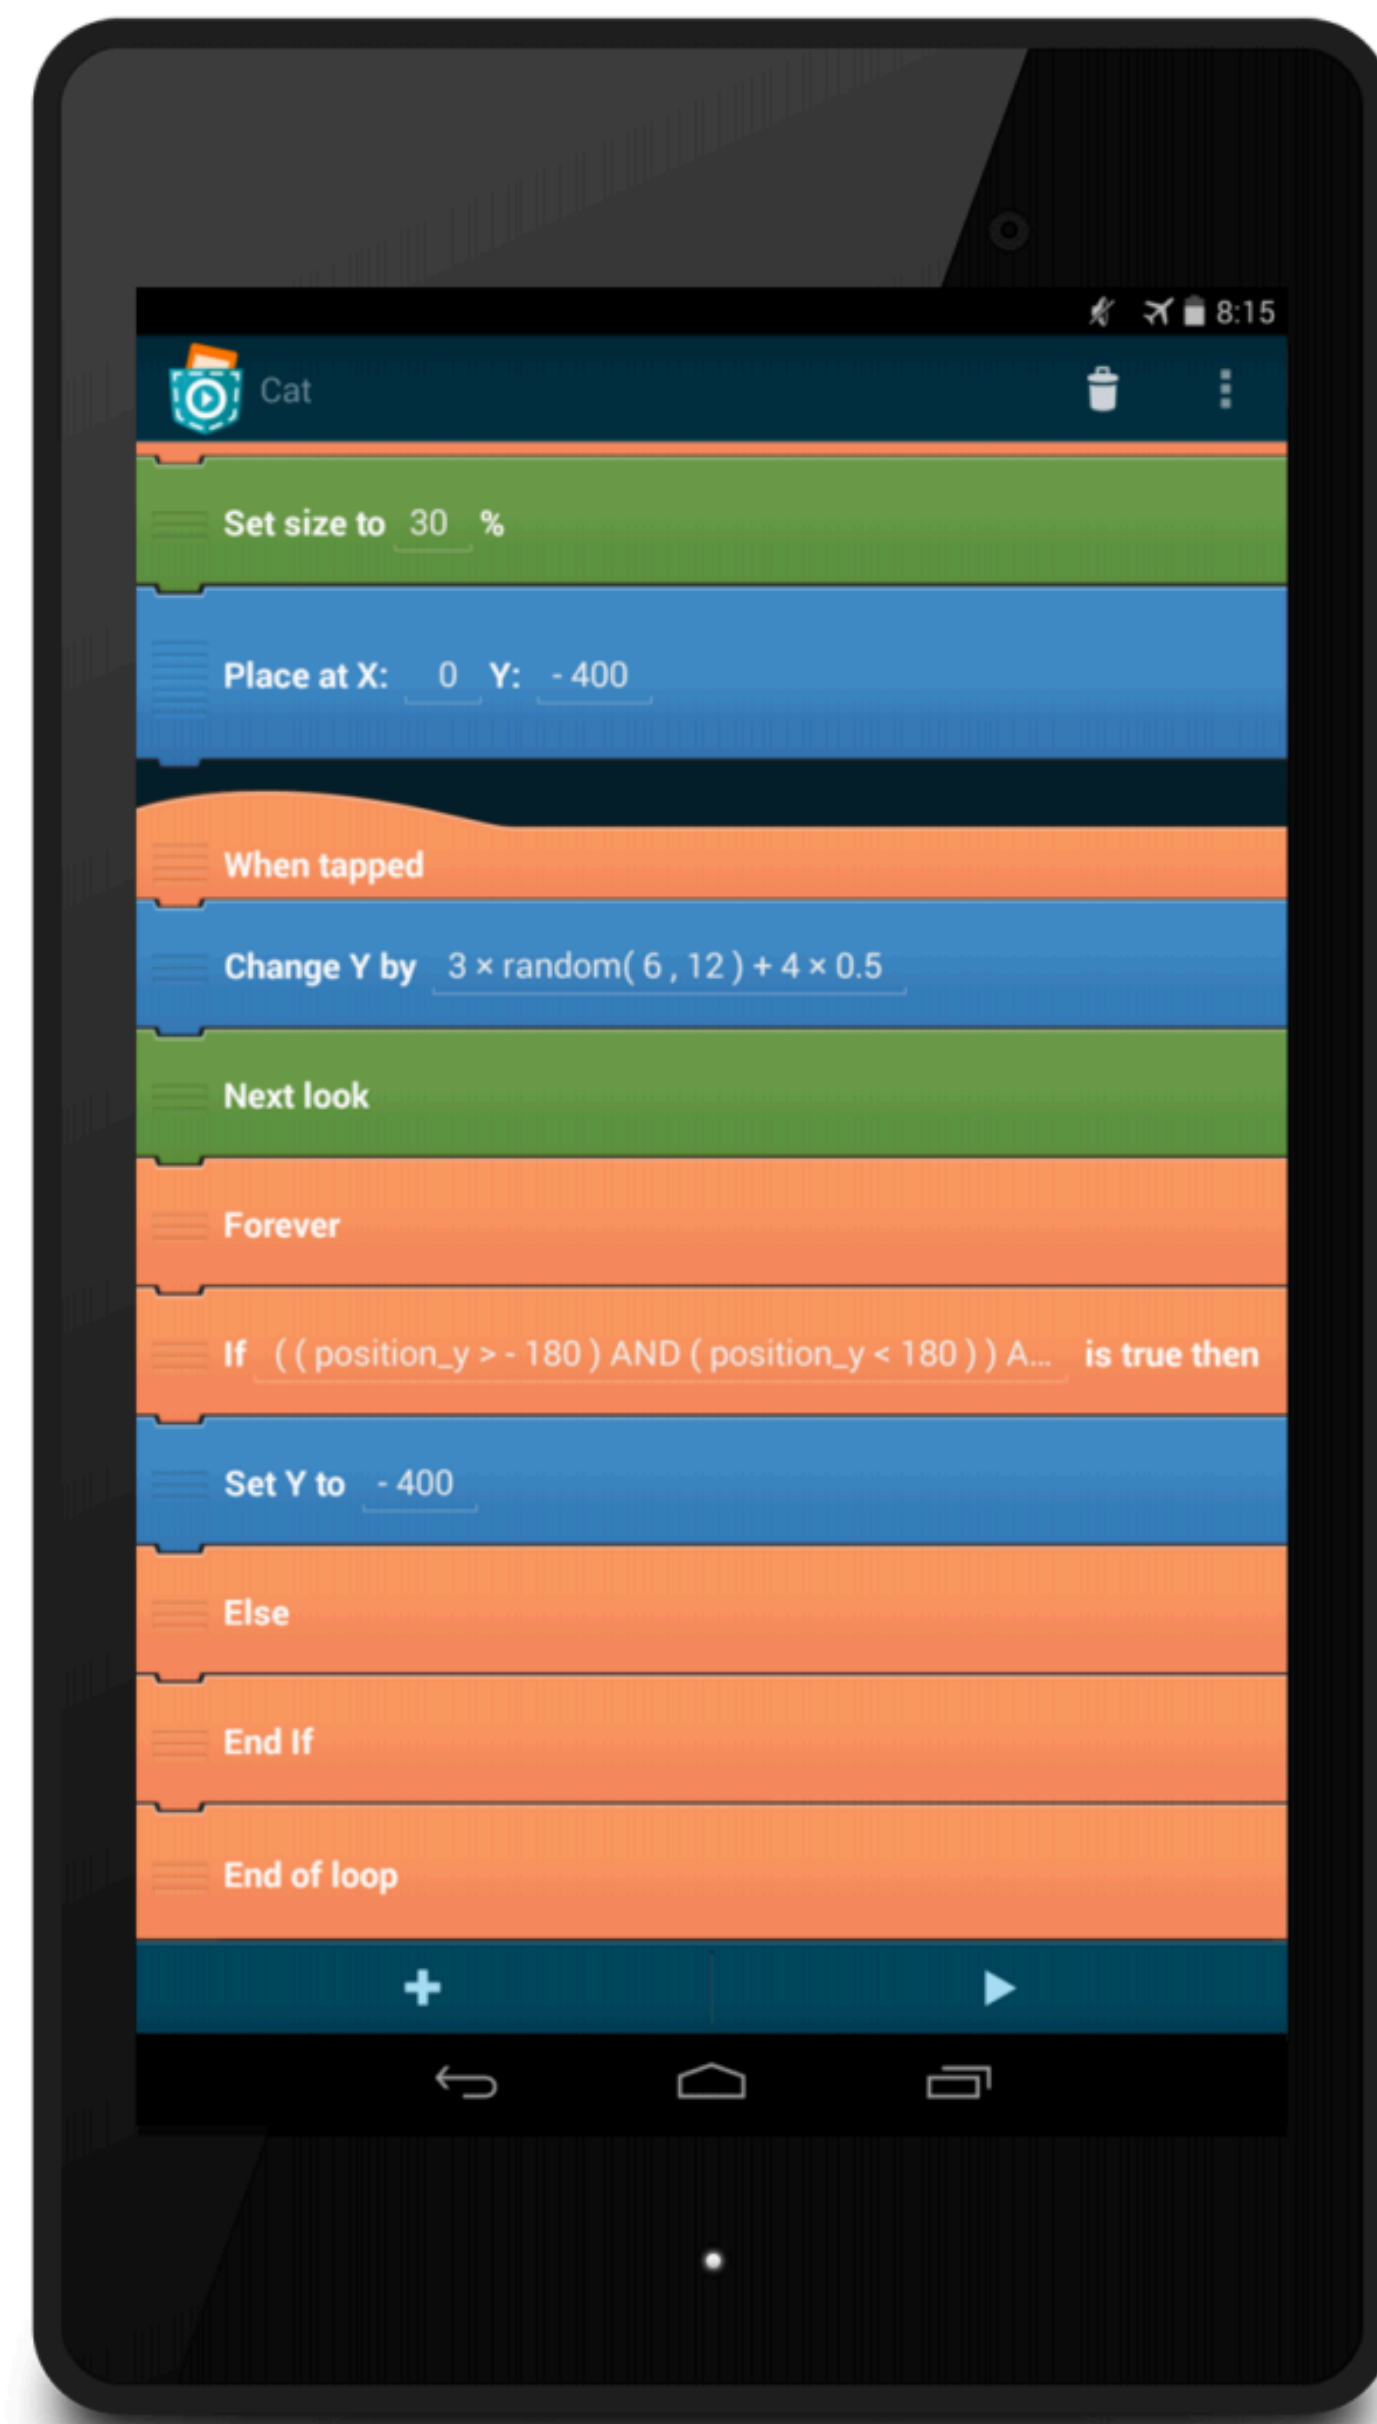 8:15
Cat
Set size to 30 %
Place at X: 0 Y: - 400
When tapped
Change Y by 3 × random( 6 , 12 ) + 4 × 0.5
Next look
Forever
If ( ( position_y > - 180 ) AND ( position_y < 180 ) ) A... is true then
Set Y to - 400
Else
End If
End of loop